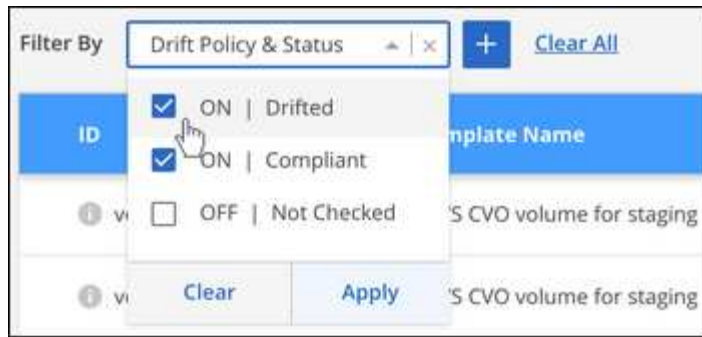 Filter By Drift Policy & Status × + Clear All
ON | Drifted
ID Template Name
ON | Compliant
OFF | Not Checked 'S CVO volume for staging
Clear Apply
'S CVO volume for staging